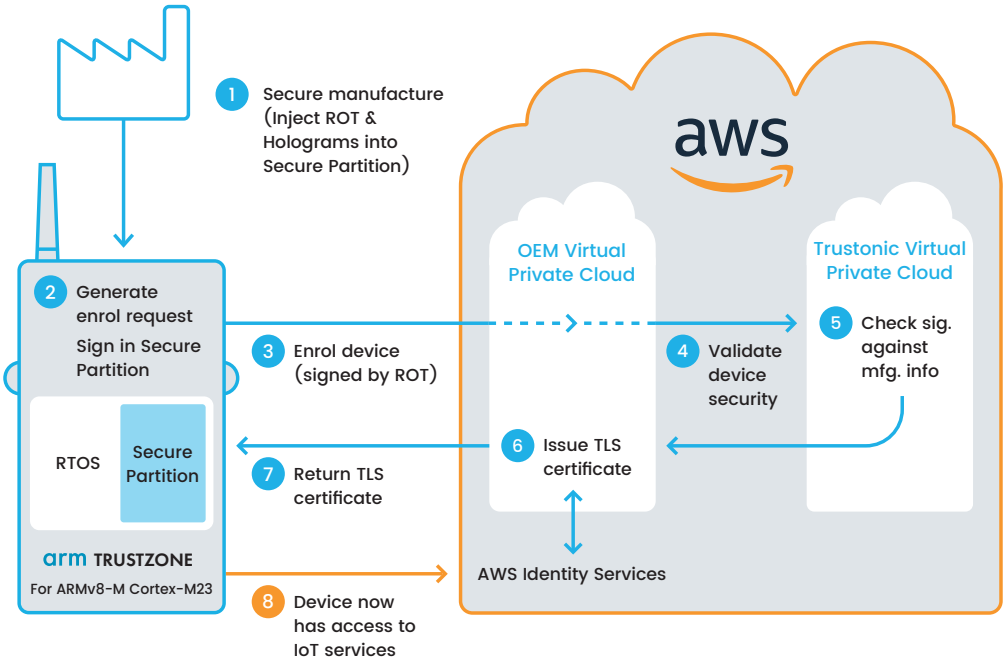 1
Secure manufacture
(Inject ROT &
Holograms into
Secure Partition)
aws
OEM Virtual
Private Cloud
Trustonic Virtual
Private Cloud
2
Generate
enrol request
Sign in Secure
Partition
3
Enrol device
(signed by ROT)
4
Validate
device
security
5
Check sig.
against
mfg. info
RTOS
Secure
Partition
6
Issue TLS
certificate
7
Return TLS
certificate
arm TRUSTZONE
For ARMv8-M Cortex-M23
AWS Identity Services
8
Device now
has access to
IoT services